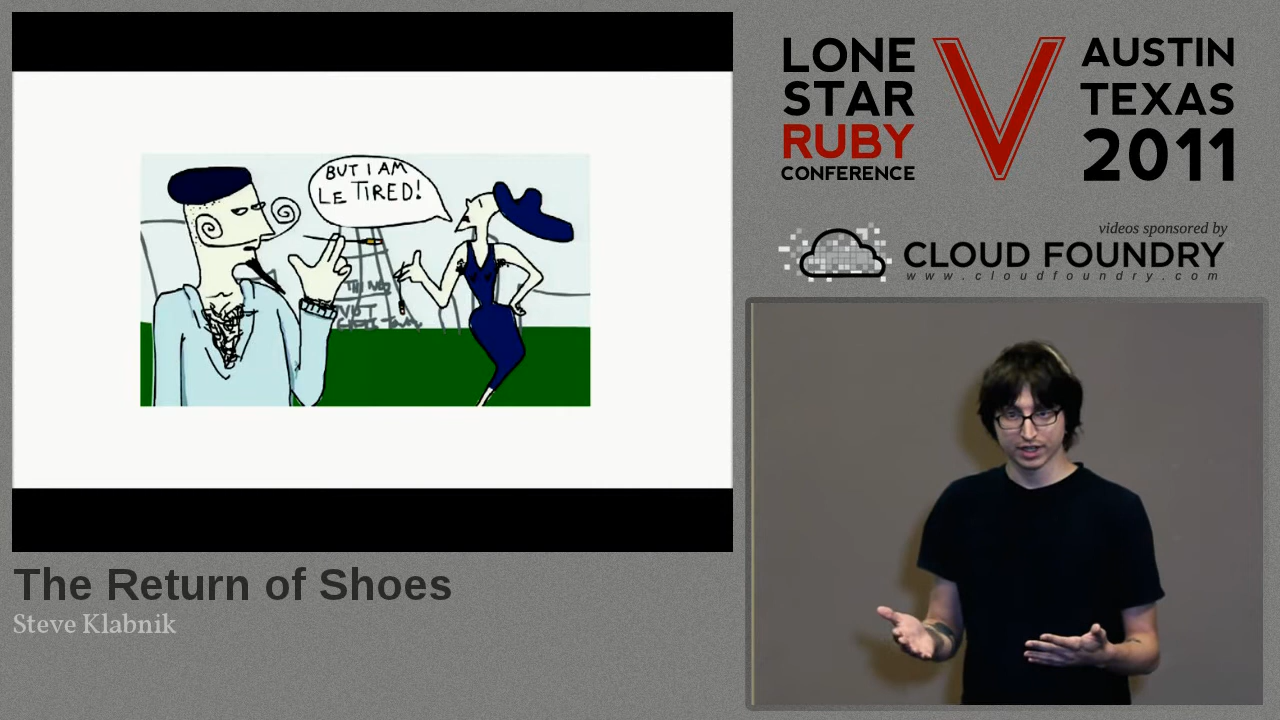 BUT I AM
LE TIRED!
The Return of Shoes
Steve Klabnik
LONE
STAR
RUBY
CONFERENCE
V
AUSTIN
TEXAS
2011
videos sponsored by
CLOUD FOUNDRY
www.cloudfoundry.com